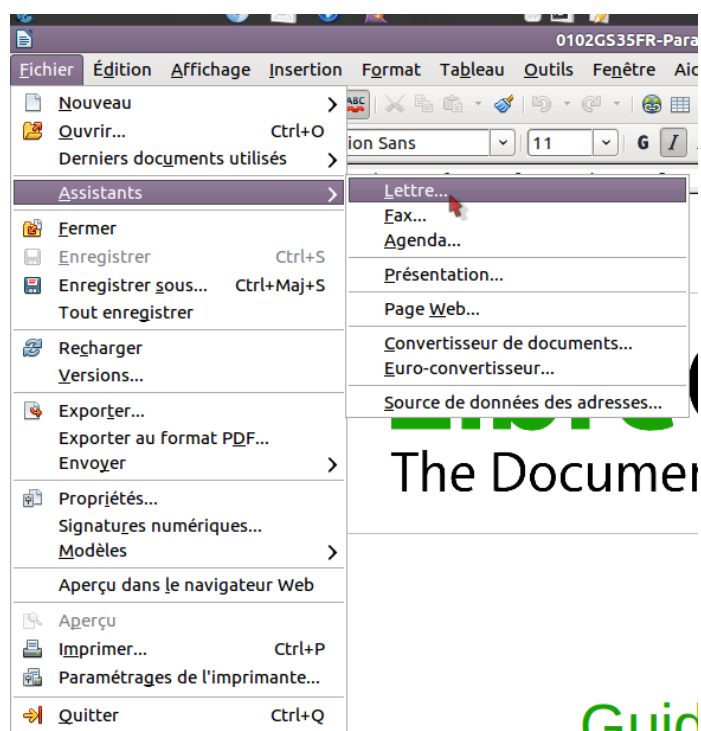 0102GS35FR-Para
Fichier Édition Affichage Insertion Format Tableau Outils Fenêtre
Nouveau
Ouvrir... Ctrl+O
Derniers documents utilisés
Assistants
Fermer
Enregistrer Ctrl+S
Enregistrer sous... Ctrl+Maj+S
Tout enregistrer
Recharger
Versions...
Exporter...
Exporter au format PDF...
Envoyer
Propriétés...
Signatures numériques...
Modèles
Aperçu dans le navigateur Web
Aperçu
Imprimer... Ctrl+P
Paramétrages de l'imprimante...
Quitter Ctrl+Q
ABC
ion Sans 11 G I
Lettre...
Fax...
Agenda...
Présentation...
Page Web...
Convertisseur de documents...
Euro-convertisseur...
Source de données des adresses...
The Documen
Guid